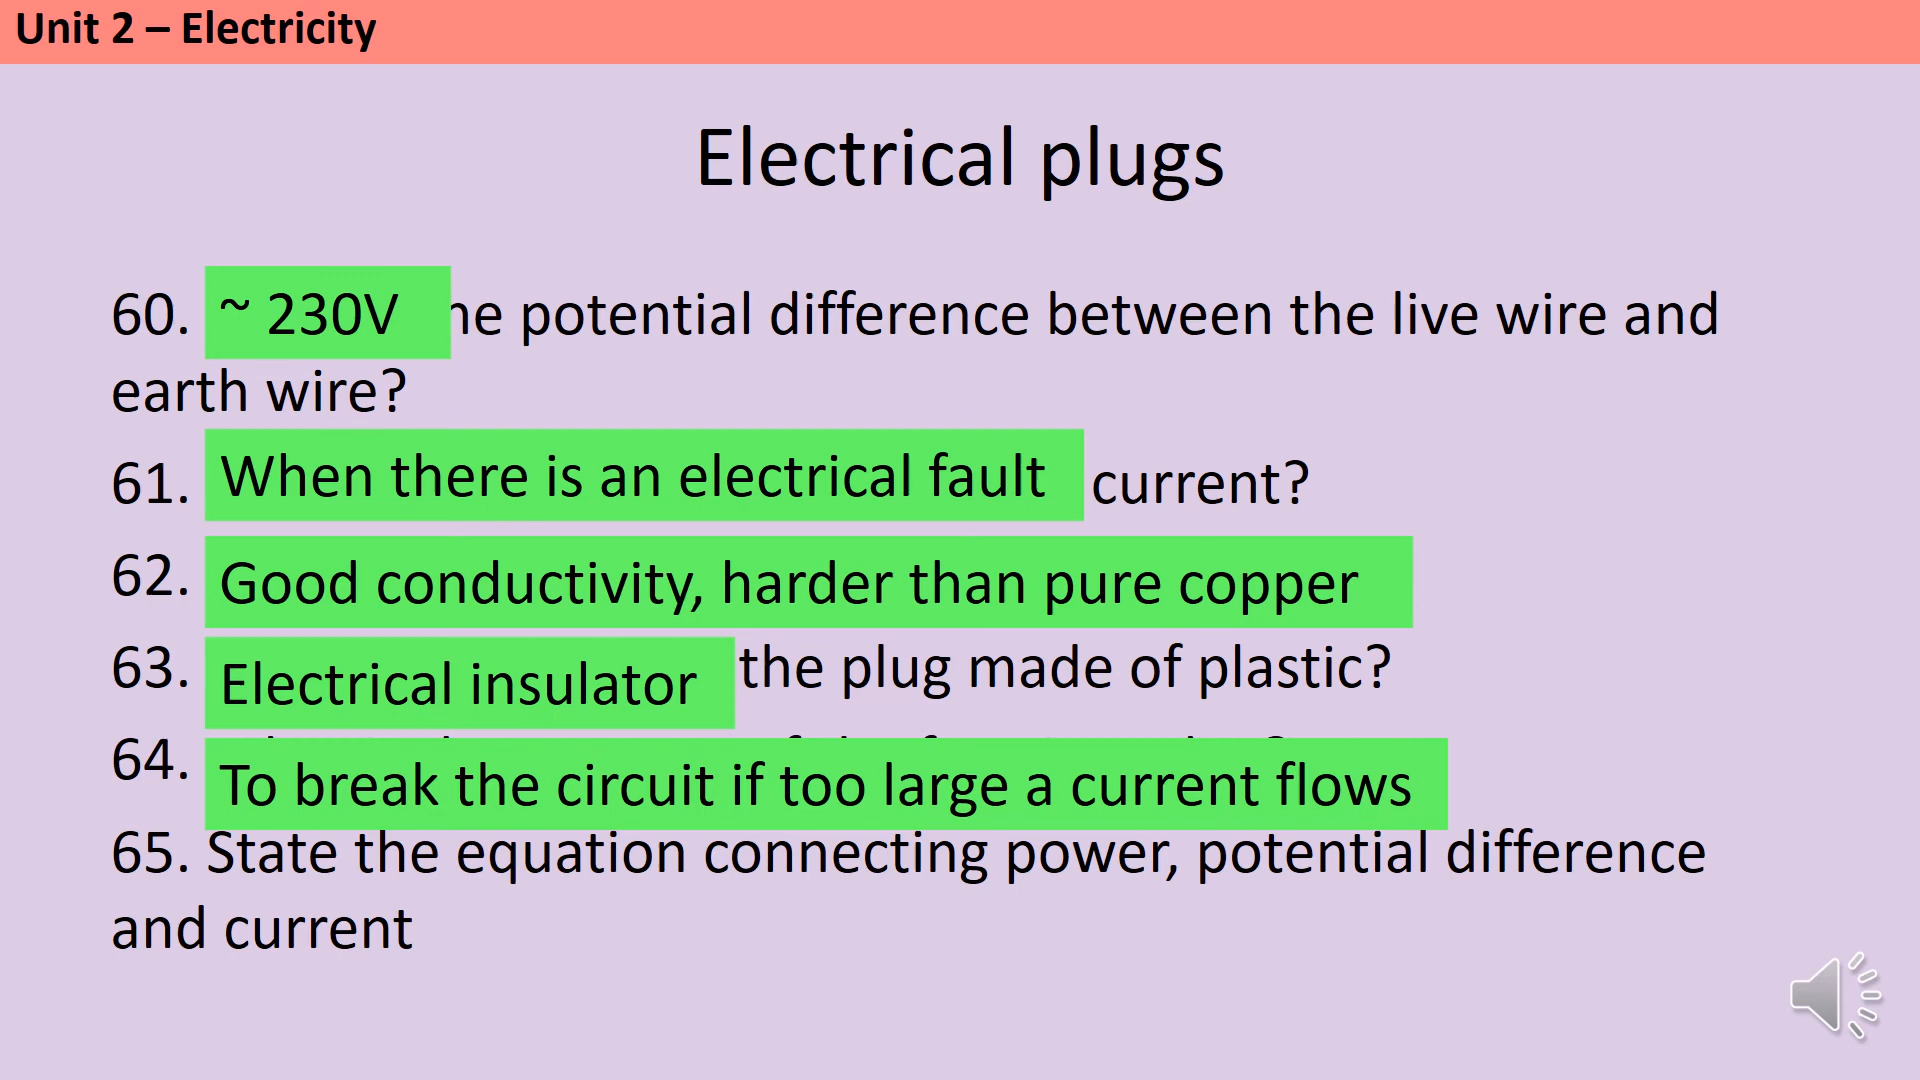 Unit 2 – Electricity
Electrical plugs
60. ~ 230V he potential difference between the live wire and
earth wire?
61. When there is an electrical fault current?
62. Good conductivity, harder than pure copper
63. Electrical insulator the plug made of plastic?
64. To break the circuit if too large a current flows
65. State the equation connecting power, potential difference
and current